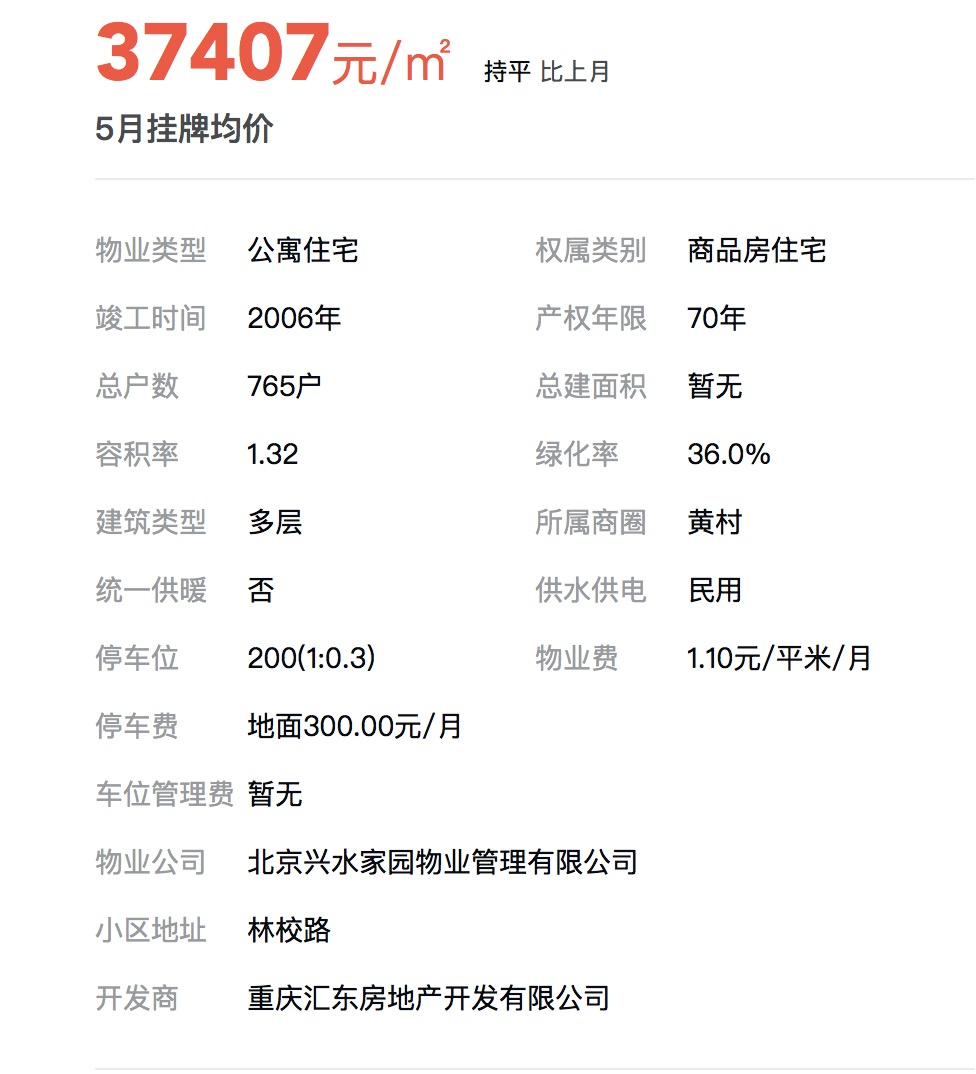 37407元/㎡ 持平 比上月
5月挂牌均价
物业类型 公寓住宅 权属类别 商品房住宅
竣工时间 2006年 产权年限 70年
总户数 765户 总建面积 暂无
容积率 1.32 绿化率 36.0%
建筑类型 多层 所属商圈 黄村
统一供暖 否 供水供电 民用
停车位 200(1:0.3) 物业费 1.10元/平米/月
停车费 地面300.00元/月
车位管理费 暂无
物业公司 北京兴水家园物业管理有限公司
小区地址 林校路
开发商 重庆汇东房地产开发有限公司